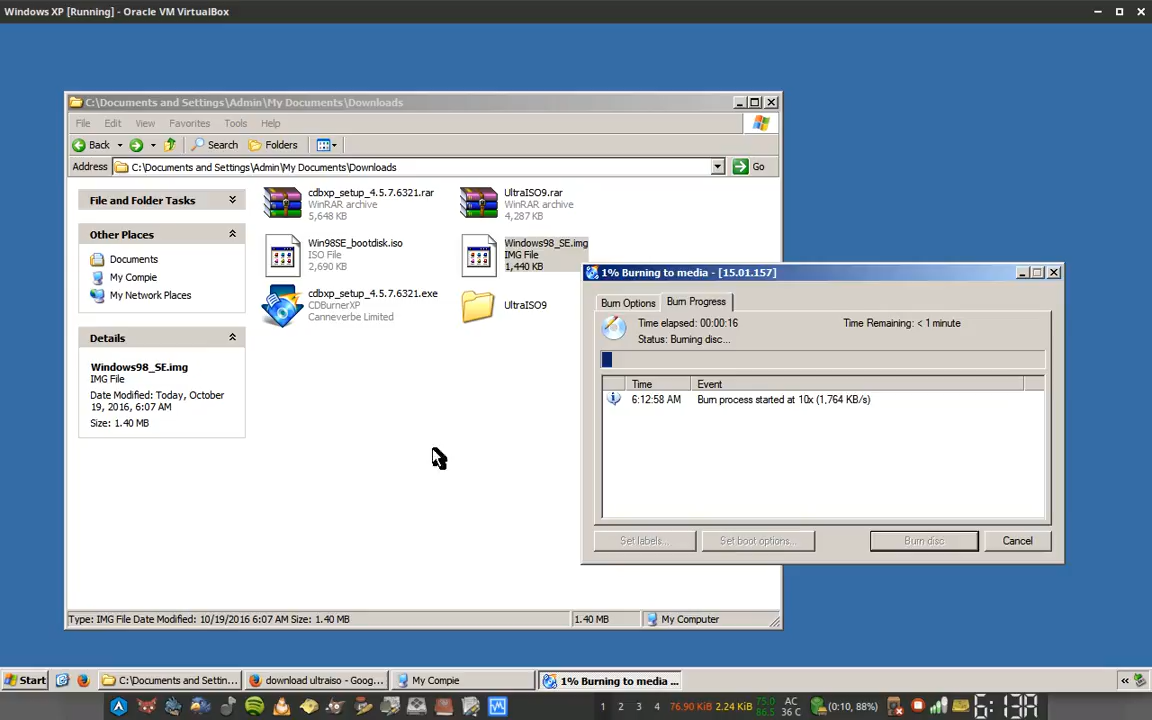 Windows XP [Running] - Oracle VM VirtualBox
C:\Documents and Settings\Admin\My Documents\Downloads
File Edit View Favorites Tools Help
Back Search Folders
Address C:\Documents and Settings\Admin\My Documents\Downloads Go
File and Folder Tasks
Other Places
Documents
My Compie
My Network Places
Details
Windows98_SE.img
IMG File
Date Modified: Today, October
19, 2016, 6:07 AM
Size: 1.40 MB
cdbxp_setup_4.5.7.6321.rar
WinRAR archive
5,648 KB
UltraISO9.rar
WinRAR archive
4,287 KB
Win98SE_bootdisk.iso
ISO File
2,690 KB
Windows98_SE.img
IMG File
1,440 KB
cdbxp_setup_4.5.7.6321.exe
CDBurnerXP
Canneverbe Limited
UltraISO9
Type: IMG File Date Modified: 10/19/2016 6:07 AM Size: 1.40 MB 1.40 MB My Computer
1% Burning to media - [15.01.157]
Burn Options Burn Progress
Time elapsed: 00:00:16 Time Remaining: < 1 minute
Status: Burning disc...
Time Event
6:12:58 AM Burn process started at 10x (1,764 KB/s)
Set labels... Set boot options... Burn disc Cancel
Start C:\Documents and Settin... download ultraiso - Goog... My Compie 1% Burning to media ... «
1 2 3 4 76.90 KiB 2.24 KiB 75.0 86.5 AC 36 C (0:10, 88%) 6:13A